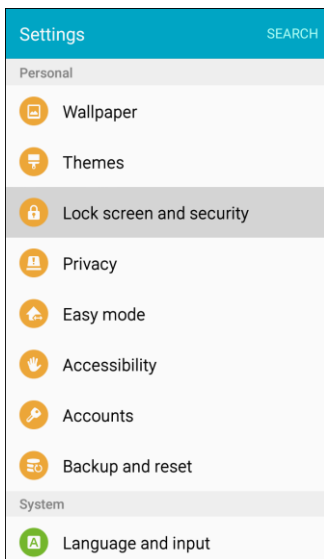 Settings SEARCH
Personal
Wallpaper
Themes
Lock screen and security
Privacy
Easy mode
Accessibility
Accounts
Backup and reset
System
A Language and input